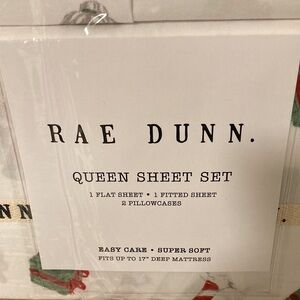 RAE DUNN.
QUEEN SHEET SET
1 FLAT SHEET • 1 FITTED SHEET
2 PILLOWCASES
NN
EASY CARE • SUPER SOFT
FITS UP TO 17" DEEP MATTRESS